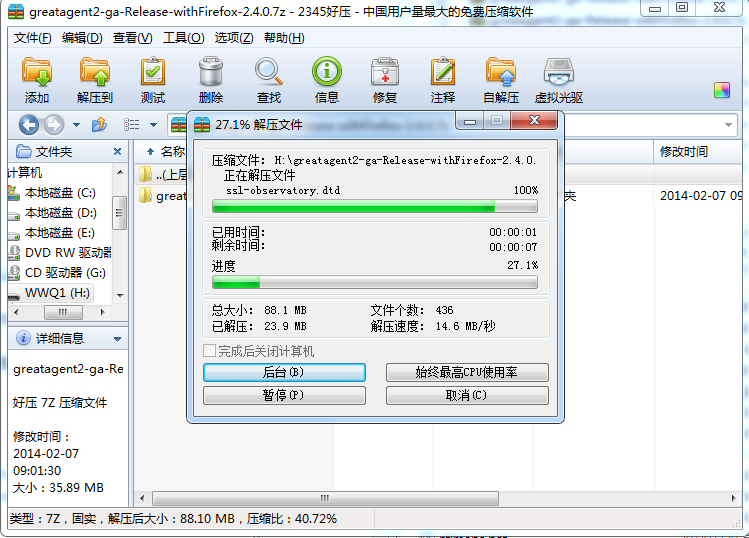 greatagent2-ga-Release-withFirefox-2.4.0.7z - 2345好压 - 中国用户量最大的免费压缩软件
文件(F) 编辑(D) 查看(V) 工具(O) 选项(Z) 帮助(H)
添加 解压到 测试 删除 查找 信息 修复 注释 自解压 虚拟光驱
文件夹
名称
修改时间
计算机
本地磁盘 (C:)
本地磁盘 (D:)
本地磁盘 (E:)
DVD RW 驱动器
CD 驱动器 (G:)
WWQ1 (H:)
..(上层
great
夹
2014-02-07 09
27.1% 解压文件
压缩文件: H:\greatagent2-ga-Release-withFirefox-2.4.0.
正在解压文件
ssl-observatory.dtd 100%
已用时间: 00:00:01
剩余时间: 00:00:07
进度 27.1%
总大小: 88.1 MB 文件个数: 436
已解压: 23.9 MB 解压速度: 14.6 MB/秒
完成后关闭计算机
后台(B) 始终最高CPU使用率
暂停(P) 取消(C)
详细信息
greatagent2-ga-Re
好压 7Z 压缩文件
修改时间:
2014-02-07
09:01:30
大小: 35.89 MB
类型: 7Z, 固实, 解压后大小: 88.10 MB, 压缩比: 40.72%